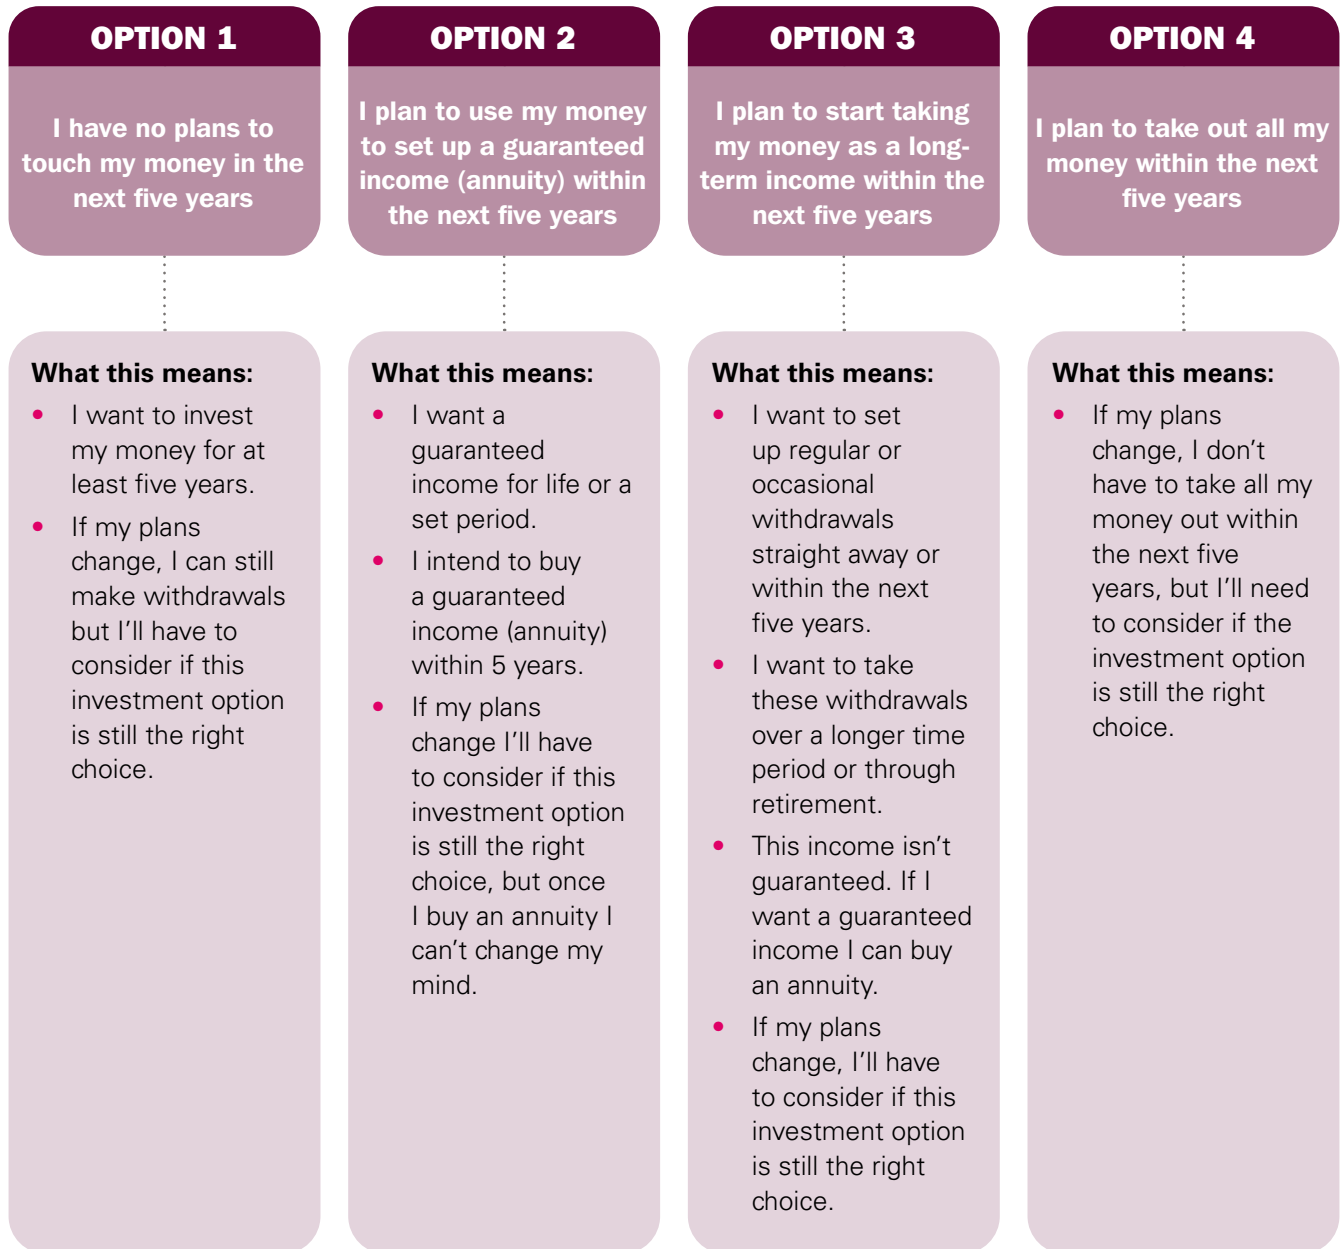 OPTION 1
I have no plans to
touch my money in the
next five years
What this means:
• I want to invest
my money for at
least five years.
• If my plans
change, I can still
make withdrawals
but I’ll have to
consider if this
investment option
is still the right
choice.
OPTION 2
I plan to use my money
to set up a guaranteed
income (annuity) within
the next five years
What this means:
• I want a
guaranteed
income for life or a
set period.
• I intend to buy
a guaranteed
income (annuity)
within 5 years.
• If my plans
change I’ll have
to consider if this
investment option
is still the right
choice, but once
I buy an annuity I
can’t change my
mind.
OPTION 3
I plan to start taking
my money as a long-
term income within the
next five years
What this means:
• I want to set
up regular or
occasional
withdrawals
straight away or
within the next
five years.
• I want to take
these withdrawals
over a longer time
period or through
retirement.
• This income isn’t
guaranteed. If I
want a guaranteed
income I can buy
an annuity.
• If my plans
change, I’ll have
to consider if this
investment option
is still the right
choice.
OPTION 4
I plan to take out all my
money within the next
five years
What this means:
• If my plans
change, I don’t
have to take all my
money out within
the next five
years, but I’ll need
to consider if the
investment option
is still the right
choice.